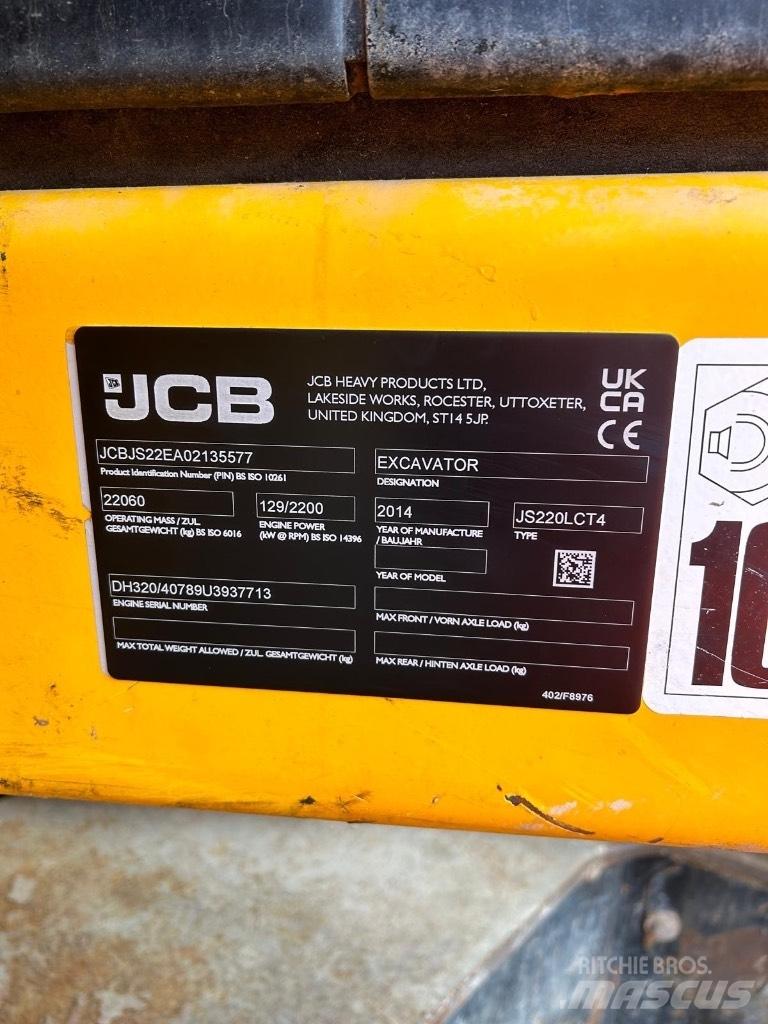 JCB
JCB HEAVY PRODUCTS LTD,
LAKESIDE WORKS, ROCESTER, UTTOXETER,
UNITED KINGDOM, ST14 5JP.
UK
CA
CE
JCBJS22EA02135577
Product Identification Number (PIN) BS ISO 10261
EXCAVATOR
DESIGNATION
22060
OPERATING MASS / ZUL.
GESAMTGEWICHT (kg) BS ISO 6016
129/2200
ENGINE POWER
(kW @ RPM) BS ISO 14396
2014
YEAR OF MANUFACTURE
/ BAUJAHR
JS220LCT4
TYPE
YEAR OF MODEL
DH320/40789U3937713
ENGINE SERIAL NUMBER
MAX FRONT / VORN AXLE LOAD (kg)
MAX TOTAL WEIGHT ALLOWED / ZUL. GESAMTGEWICHT (kg)
MAX REAR / HINTEN AXLE LOAD (kg)
402/F8976
10
RITCHIE BROS.
MASCUS